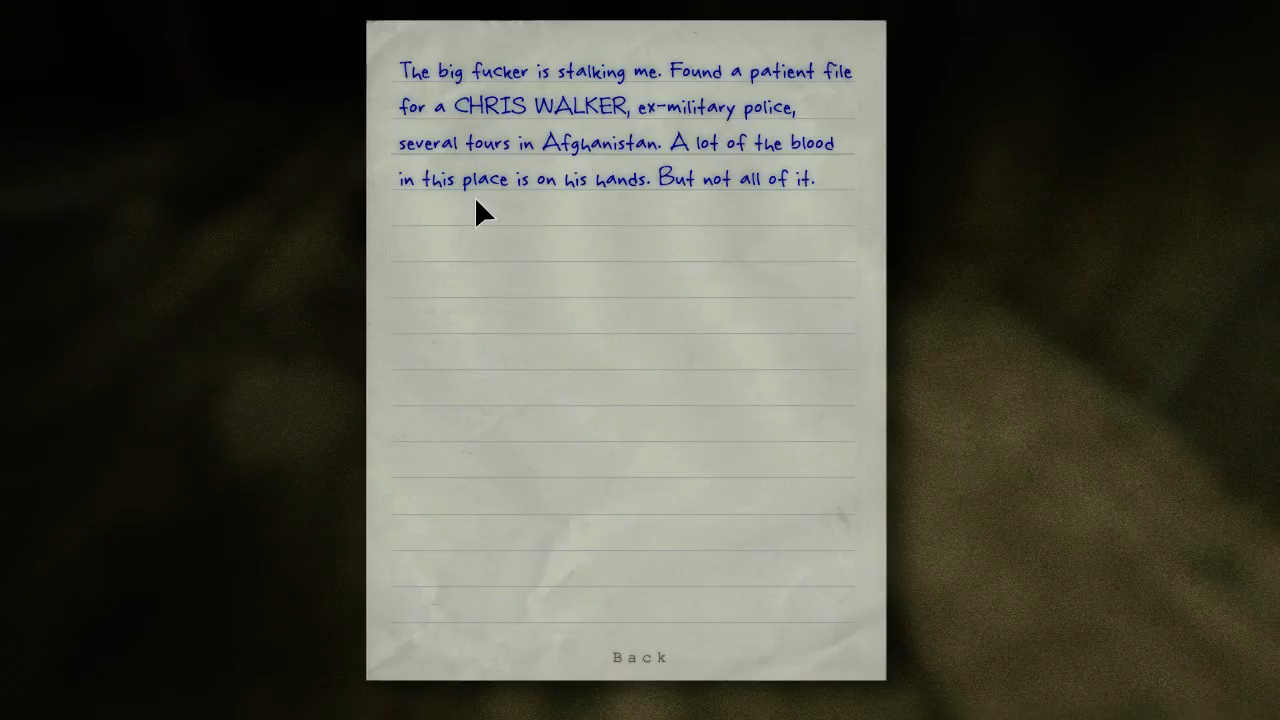 The big fucker is stalking me. Found a patient file
for a CHRIS WALKER, ex-military police,
several tours in Afghanistan. A lot of the blood
in this place is on his hands. But not all of it.
Back